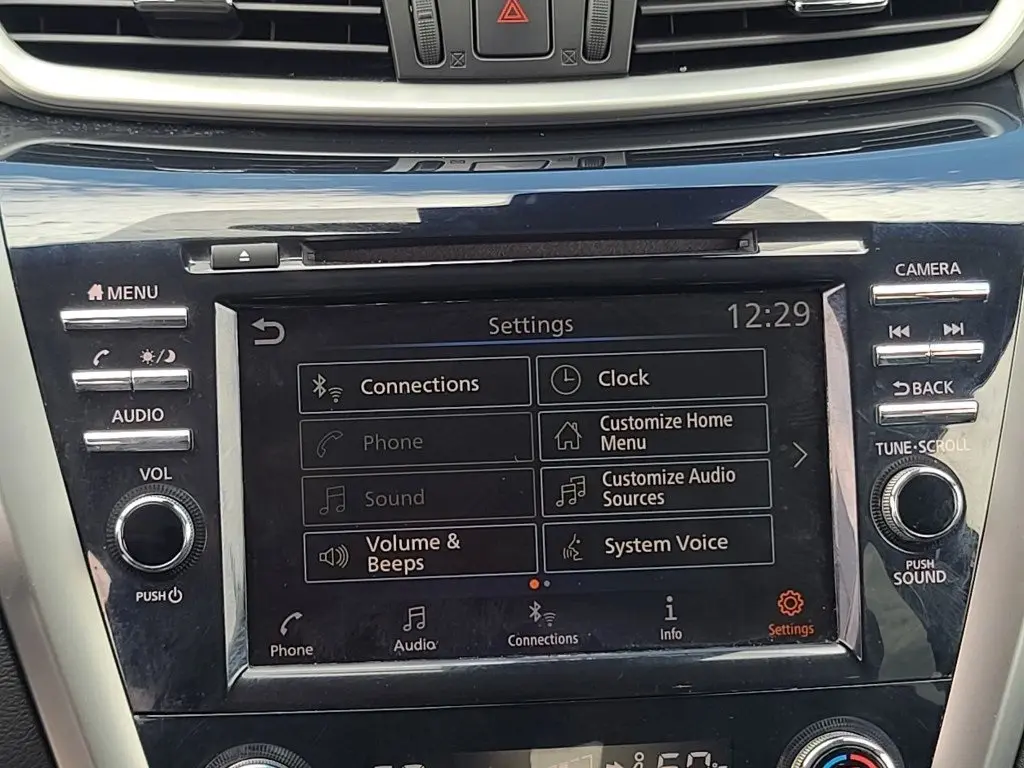 CAMERA
MENU
Settings
12:29
AUDIO
BACK
Connections
Clock
Phone
Customize Home
Menu
TUNE·SCROLL
VOL
Sound
Customize Audio
Sources
Volume &
Beeps
System Voice
PUSH
SOUND
PUSH
Phone
Audio
Connections
Info
Settings